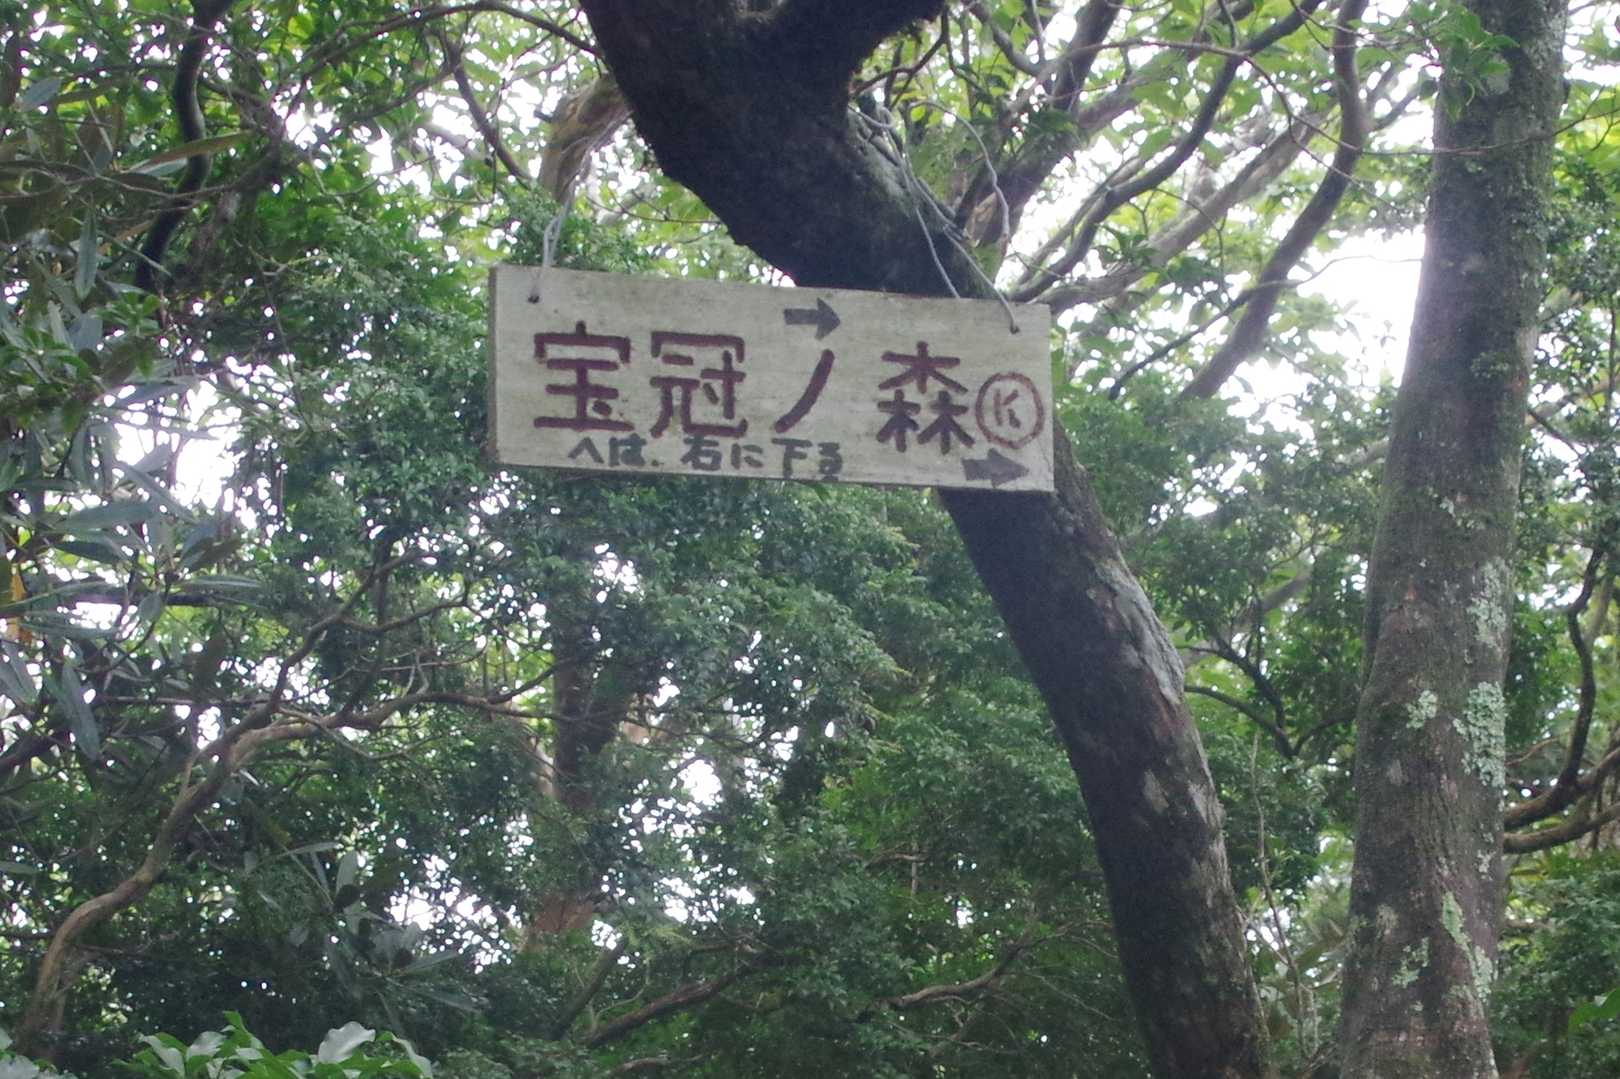 →
宝冠ノ森 Ⓚ
へは、右に下る →